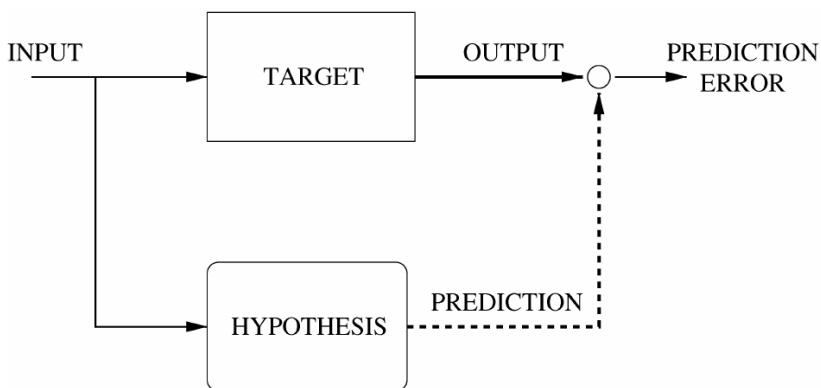 INPUT
TARGET
OUTPUT
PREDICTION
ERROR
HYPOTHESIS
PREDICTION